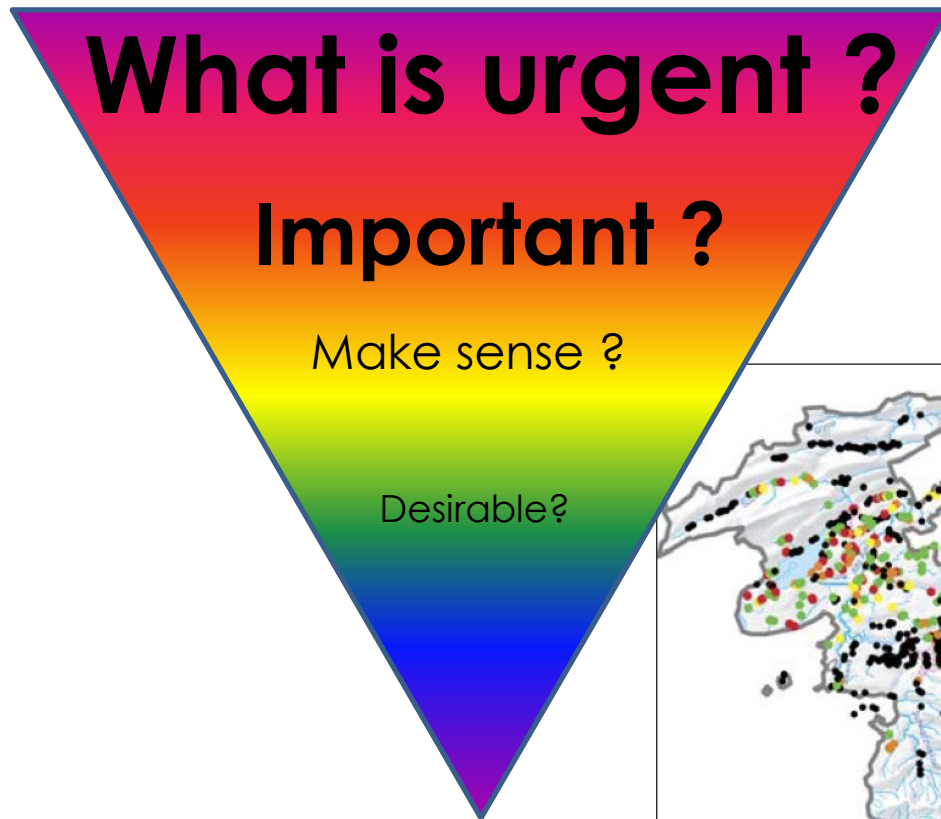 What is urgent ?
Important ?
Make sense ?
Desirable?